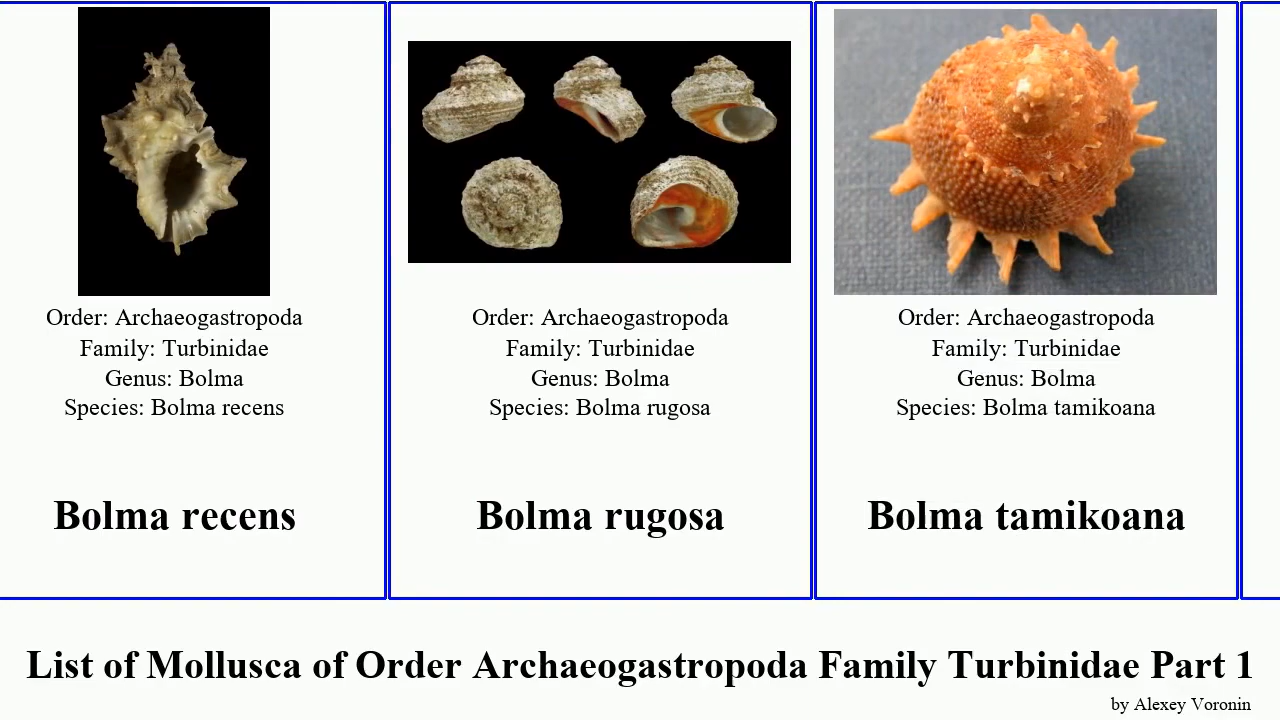 Order: Archaeogastropoda
Family: Turbinidae
Genus: Bolma
Species: Bolma recens
Bolma recens
Order: Archaeogastropoda
Family: Turbinidae
Genus: Bolma
Species: Bolma rugosa
Bolma rugosa
Order: Archaeogastropoda
Family: Turbinidae
Genus: Bolma
Species: Bolma tamikoana
Bolma tamikoana
List of Mollusca of Order Archaeogastropoda Family Turbinidae Part 1
by Alexey Voronin